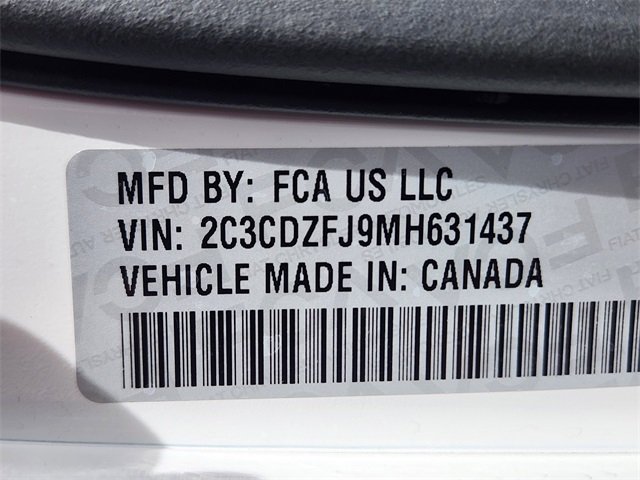 MFD BY: FCA US LLC
VIN: 2C3CDZFJ9MH631437
VEHICLE MADE IN: CANADA